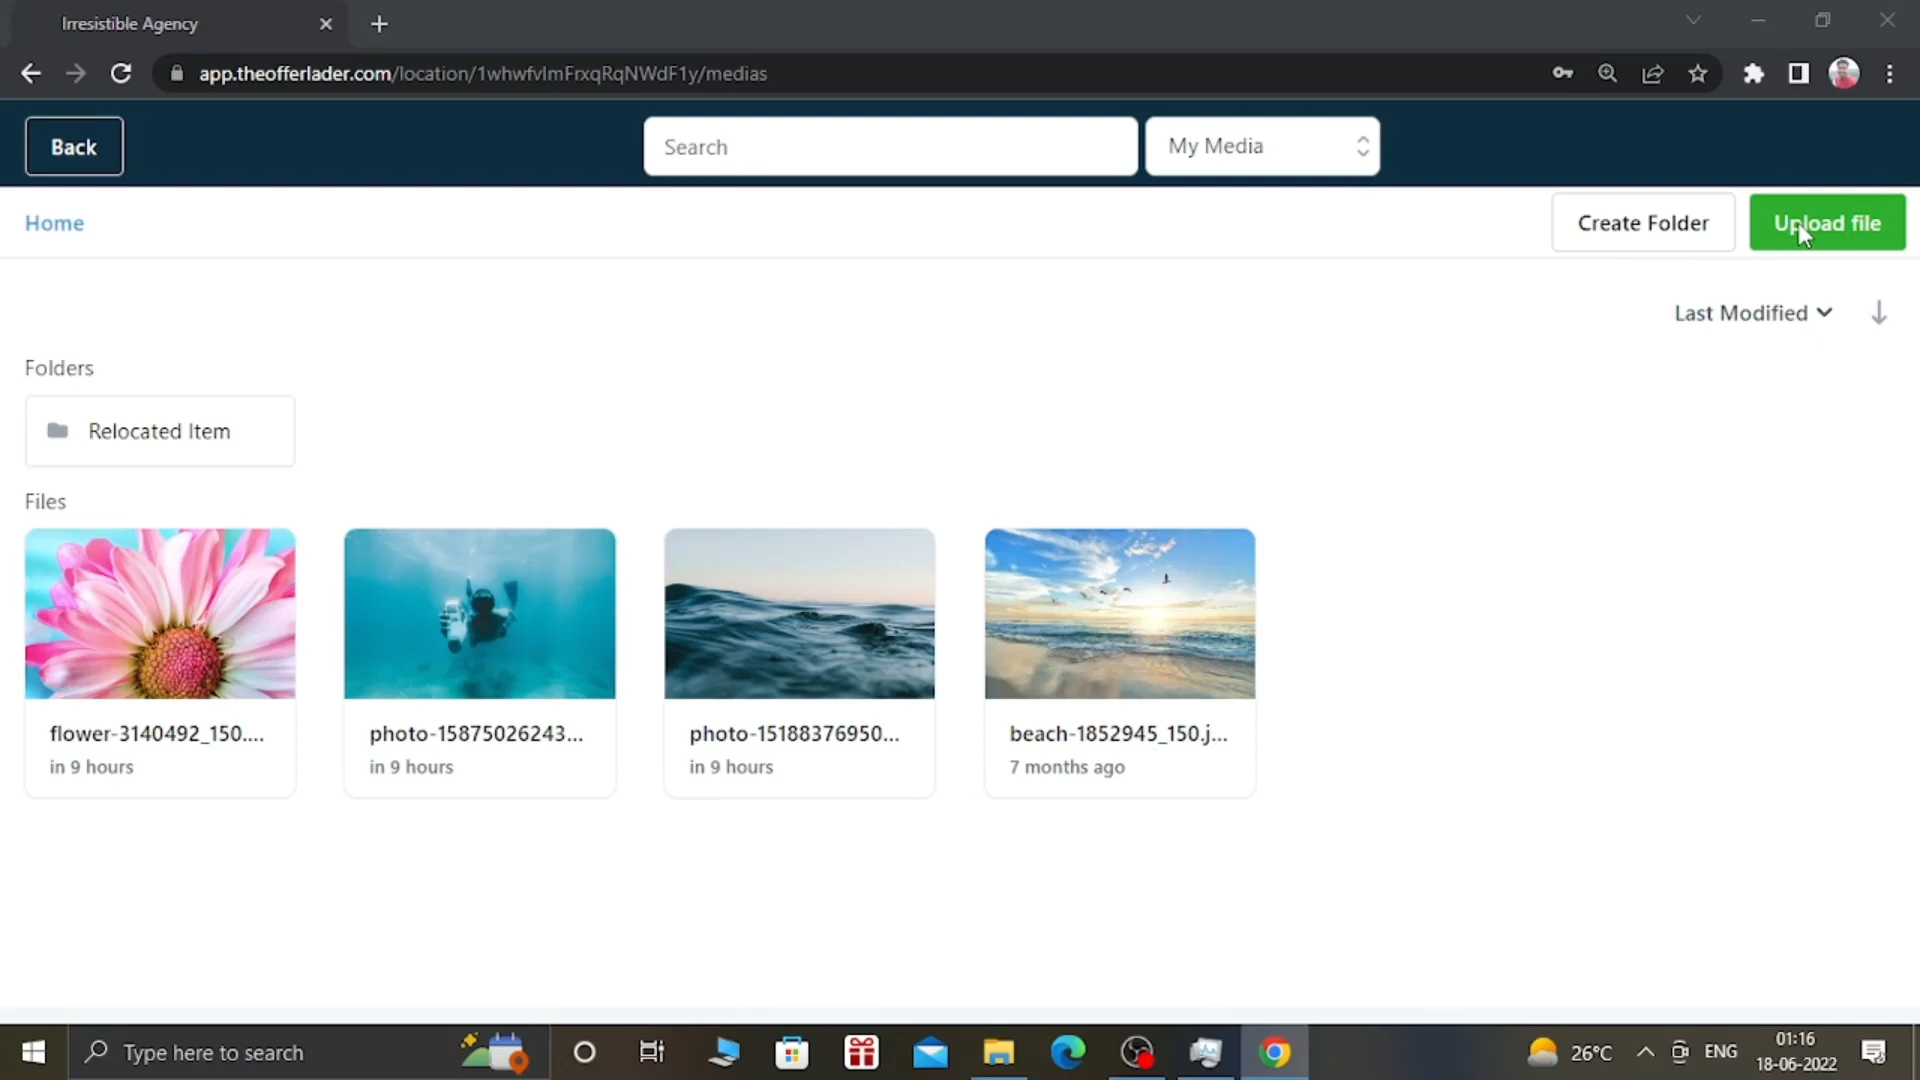 Irresistible Agency
app.theofferlader.com/location/1whwfvlmFrxqRqNWdF1y/medias
Back
Search
My Media
Home
Create Folder
Upload file
Last Modified
Folders
Relocated Item
Files
flower-3140492_150....
in 9 hours
photo-15875026243...
in 9 hours
photo-15188376950...
in 9 hours
beach-1852945_150.j...
7 months ago
Type here to search
26°C
ENG
01:16
18-06-2022